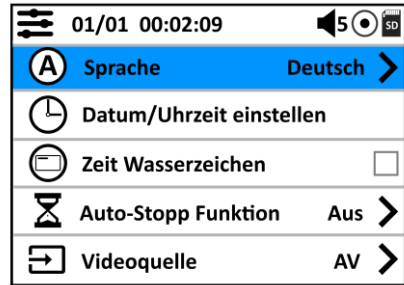 01/01 00:02:09 5 SD
A Sprache Deutsch
Datum/Uhrzeit einstellen
Zeit Wasserzeichen
Auto-Stopp Funktion Aus
Videoquelle AV